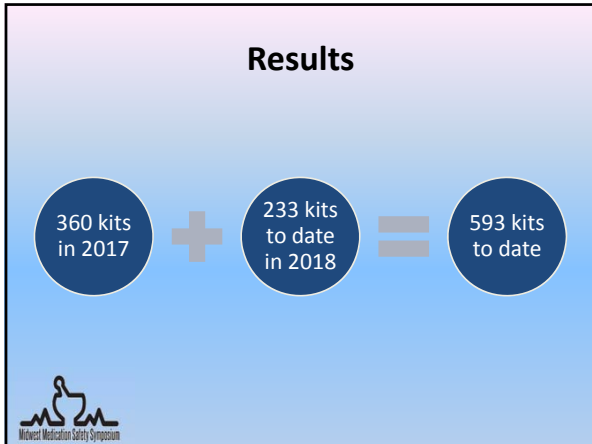 Results
360 kits
in 2017
233 kits
to date
in 2018
593 kits
to date
Midwest Medication Safety Symposium